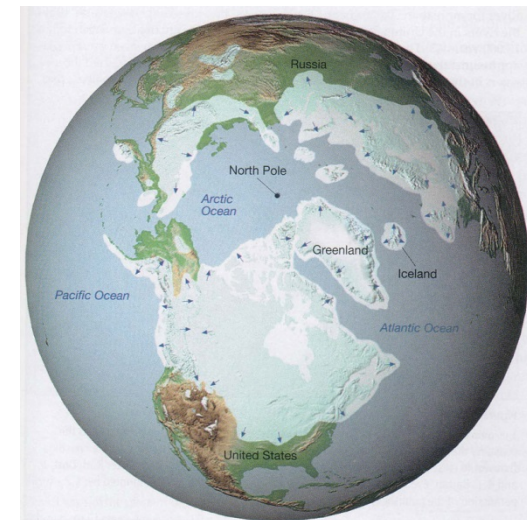 Russia
North Pole
Arctic
Ocean
Greenland
Iceland
Pacific Ocean
Atlantic Ocean
United States